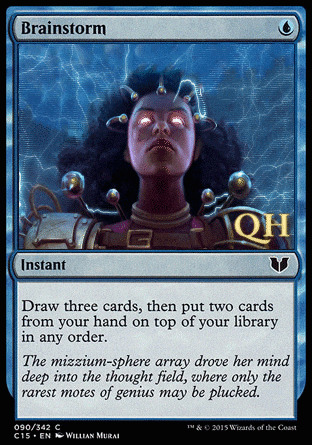 Brainstorm
QH
Instant
Draw three cards, then put two cards
from your hand on top of your library
in any order.
The mizzium-sphere array drove her mind
deep into the thought field, where only the
rarest motes of genius may be plucked.
090/342 C
C15 • EN Willian Murai
™ & © 2015 Wizards of the Coast